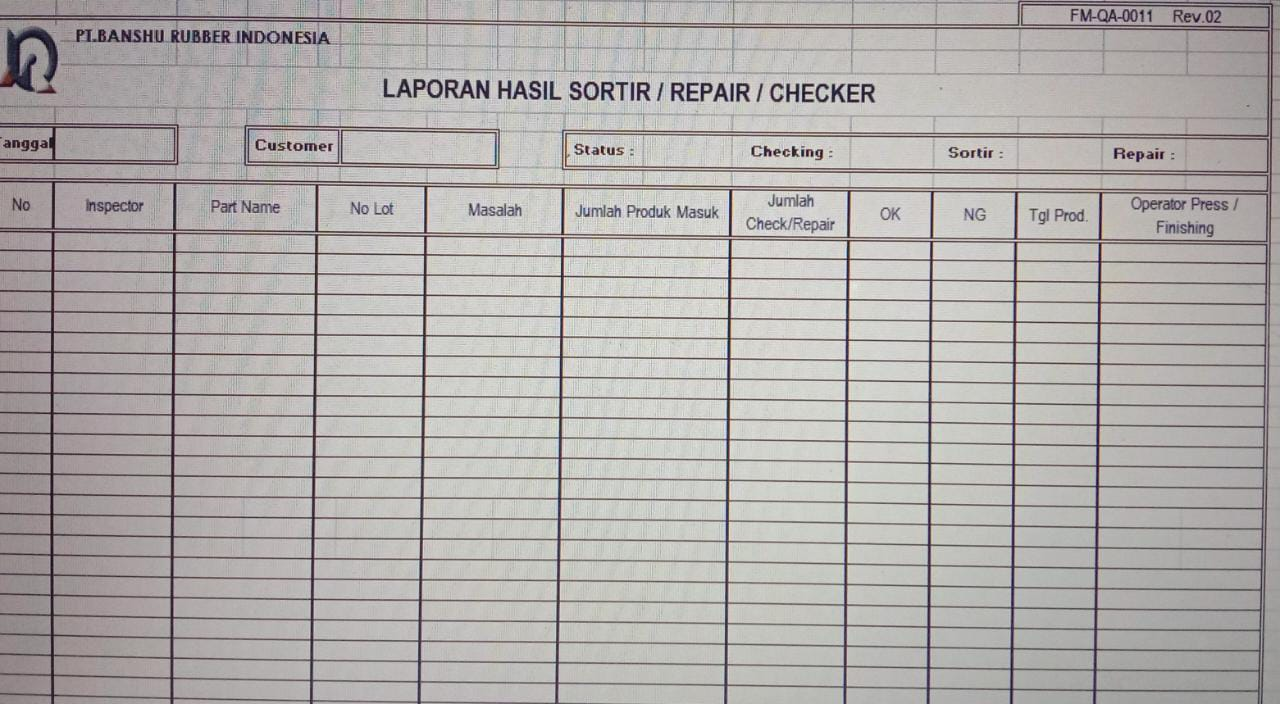 FM-QA-0011 Rev.02
PT.BANSHU RUBBER INDONESIA
LAPORAN HASIL SORTIR / REPAIR / CHECKER
Tanggal
Customer
Status :
Checking :
Sortir :
Repair :
No
Inspector
Part Name
No Lot
Masalah
Jumlah Produk Masuk
Jumlah
Check/Repair
OK
NG
Tgl Prod.
Operator Press /
Finishing